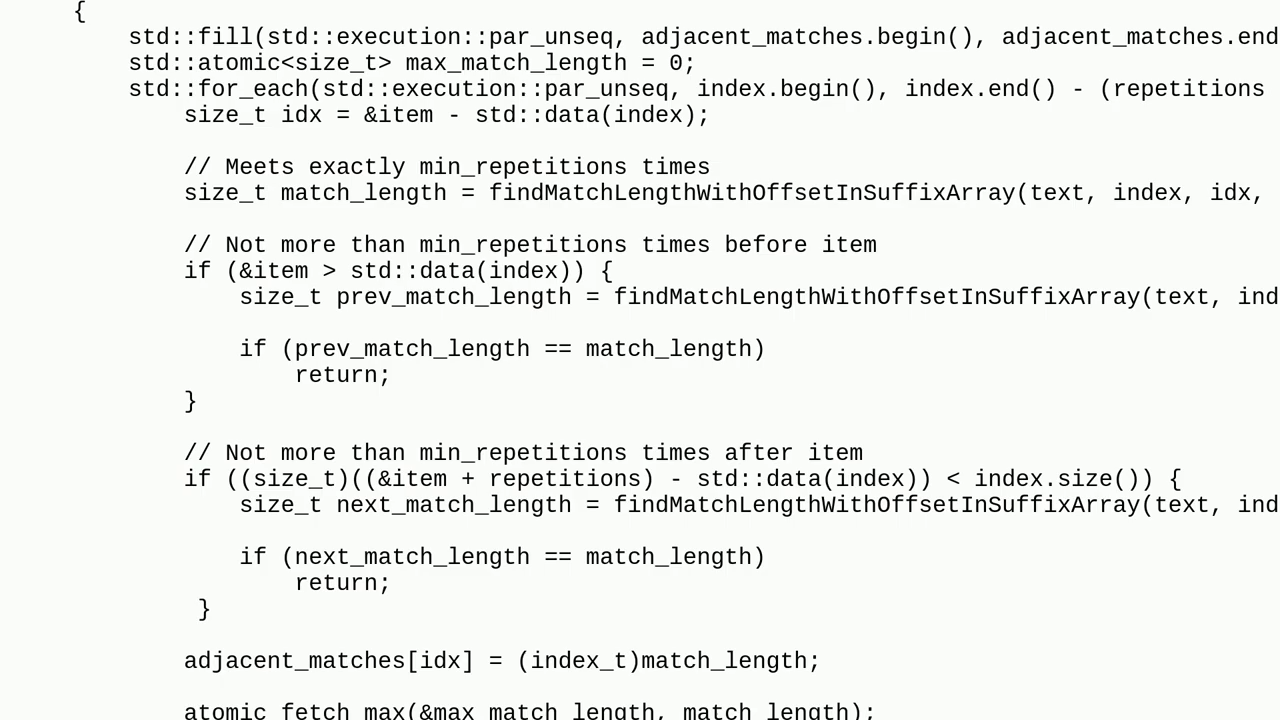 {
std::fill(std::execution::par_unseq, adjacent_matches.begin(), adjacent_matches.end
std::atomic<size_t> max_match_length = 0;
std::for_each(std::execution::par_unseq, index.begin(), index.end() - (repetitions
size_t idx = &item - std::data(index);
// Meets exactly min_repetitions times
size_t match_length = findMatchLengthWithOffsetInSuffixArray(text, index, idx,
// Not more than min_repetitions times before item
if (&item > std::data(index)) {
size_t prev_match_length = findMatchLengthWithOffsetInSuffixArray(text, ind
if (prev_match_length == match_length)
return;
}
// Not more than min_repetitions times after item
if ((size_t)((&item + repetitions) - std::data(index)) < index.size()) {
size_t next_match_length = findMatchLengthWithOffsetInSuffixArray(text, ind
if (next_match_length == match_length)
return;
}
adjacent_matches[idx] = (index_t)match_length;
atomic_fetch_max(&max_match_length, match_length);